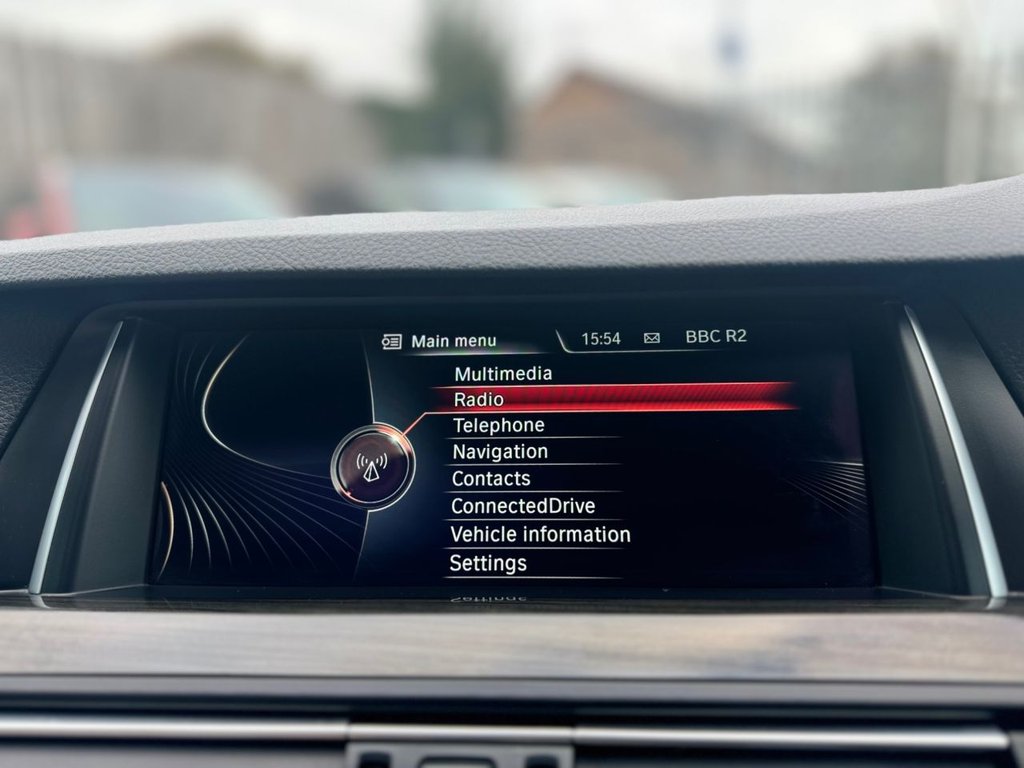 Main menu 15:54 BBC R2
Multimedia
Radio
Telephone
Navigation
Contacts
ConnectedDrive
Vehicle information
Settings